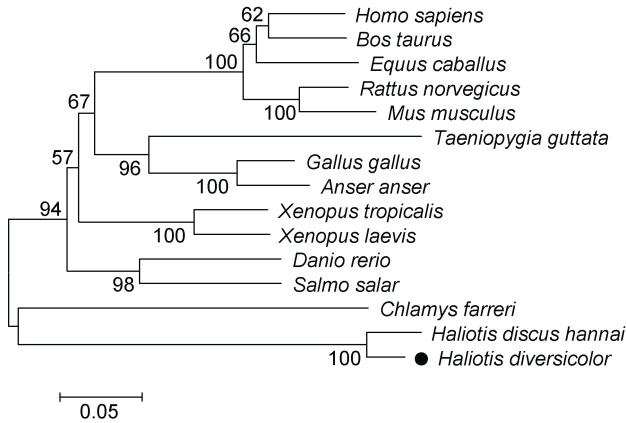 62
Homo sapiens
66
Bos taurus
100
Equus caballus
Rattus norvegicus
67
100
Mus musculus
Taeniopygia guttata
57
96
Gallus gallus
100
Anser anser
94
Xenopus tropicalis
100
Xenopus laevis
Danio rerio
98
Salmo salar
Chlamys farreri
Haliotis discus hannai
100
Haliotis diversicolor
0.05